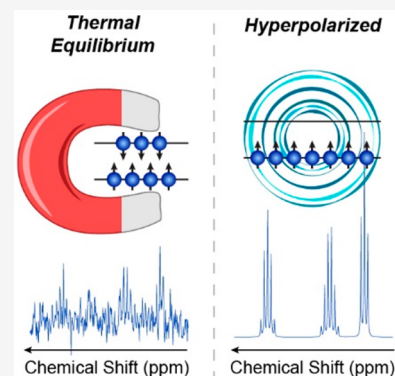 Thermal
Equilibrium
Hyperpolarized
Chemical Shift (ppm)
Chemical Shift (ppm)